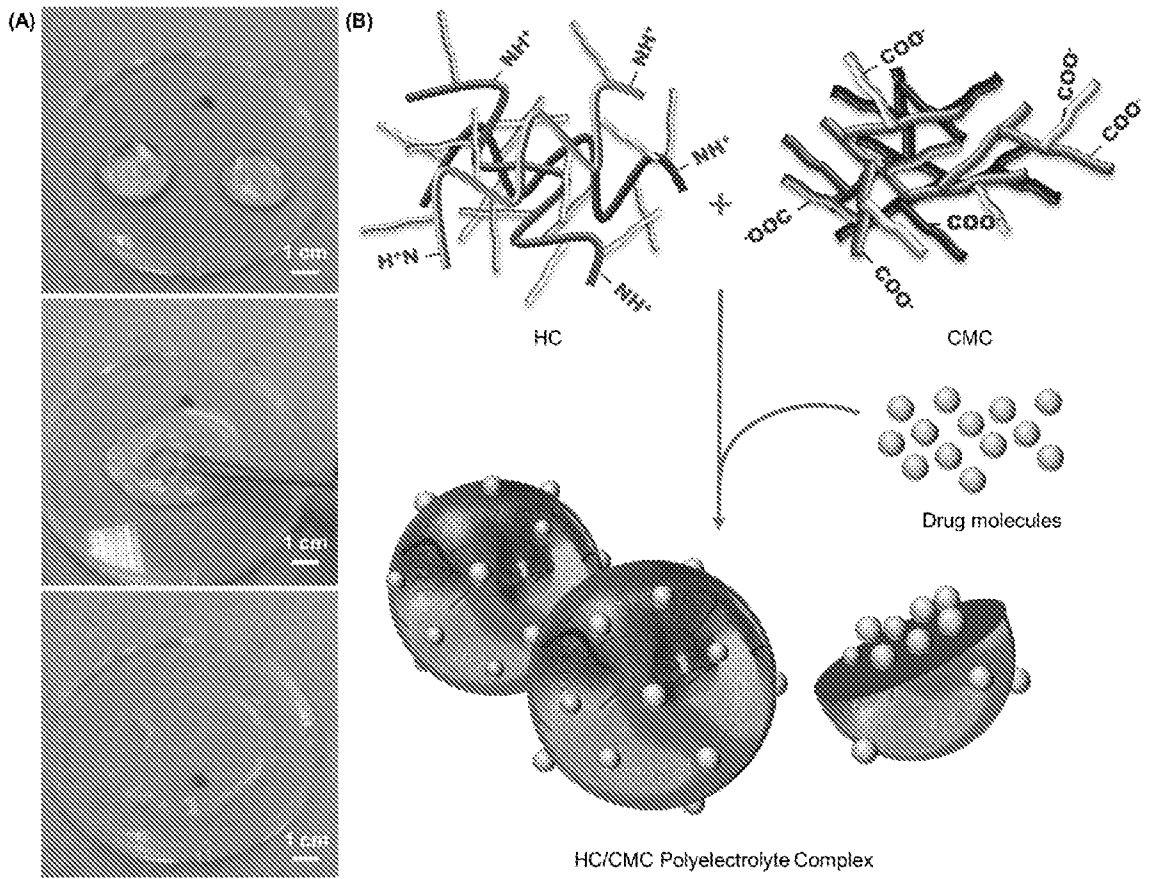 (A)
(B)
1 cm
1 cm
1 cm
NH⁺
NH⁺
NH⁺
H⁺N
HN⁺
HC
COO⁻
COO⁻
COO⁻
⁻OOC
COO⁻
COO⁻
CMC
Drug molecules
HC/CMC Polyelectrolyte Complex